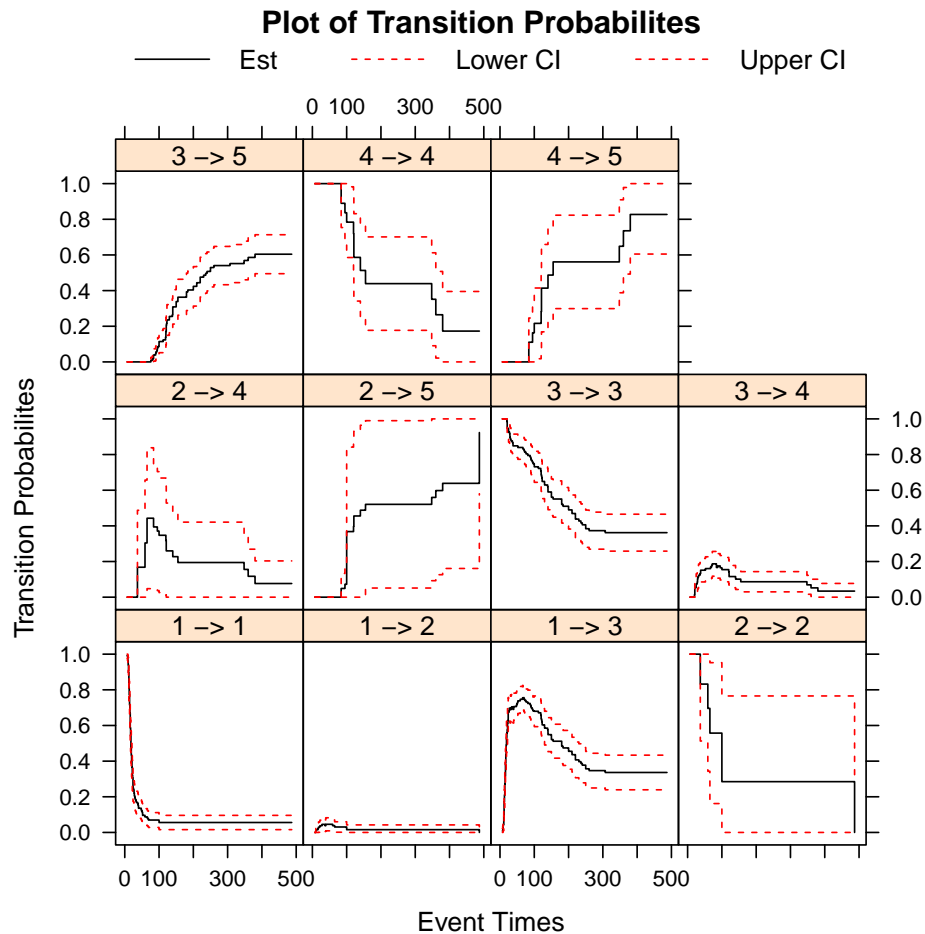 Plot of Transition Probabilites
Est Lower CI Upper CI
0 100 300 500
3 −> 5 4 −> 4 4 −> 5
1.0
0.8
0.6
0.4
0.2
0.0
2 −> 4 2 −> 5 3 −> 3 3 −> 4
1.0
0.8
0.6
0.4
0.2
0.0
Transition Probabilites
1 −> 1 1 −> 2 1 −> 3 2 −> 2
1.0
0.8
0.6
0.4
0.2
0.0
0 100 300 500 0 100 300 500
Event Times